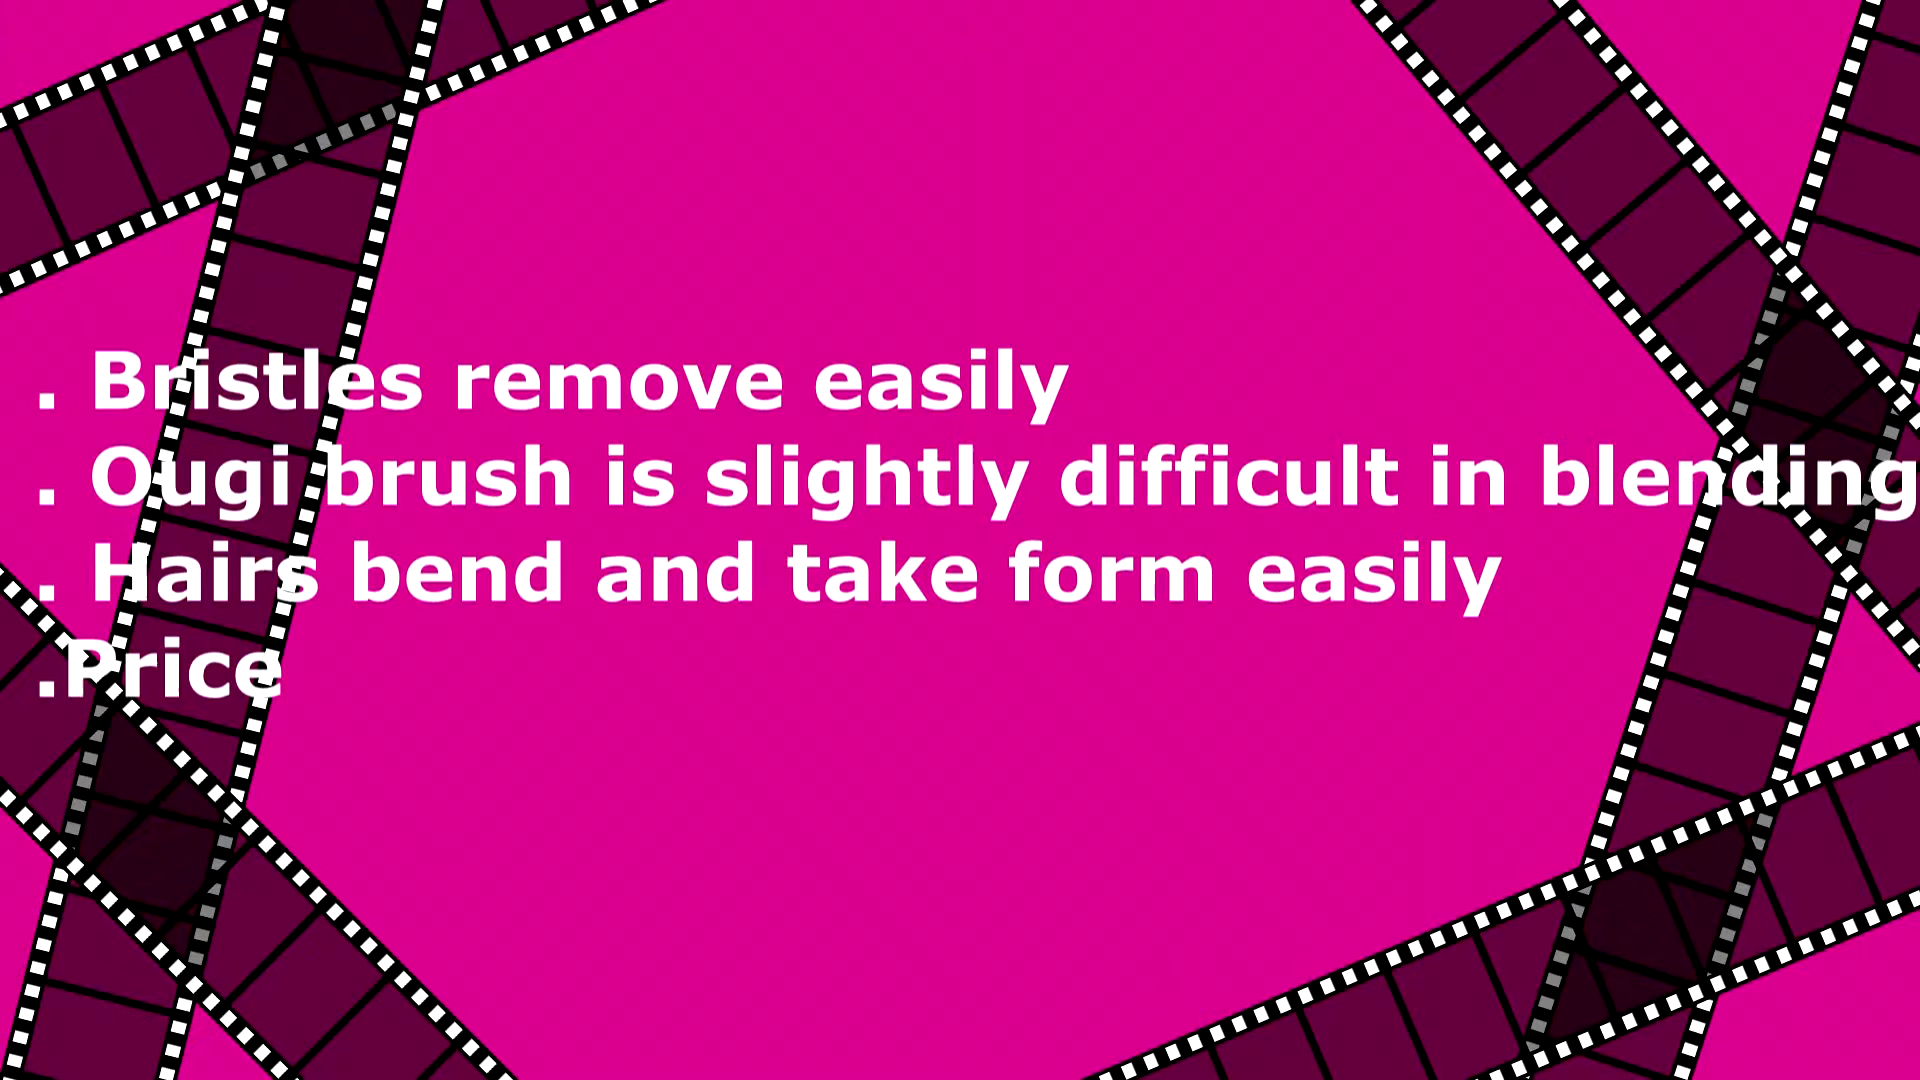 . Bristles remove easily
. Ougi brush is slightly difficult in blending
. Hairs bend and take form easily
.Price